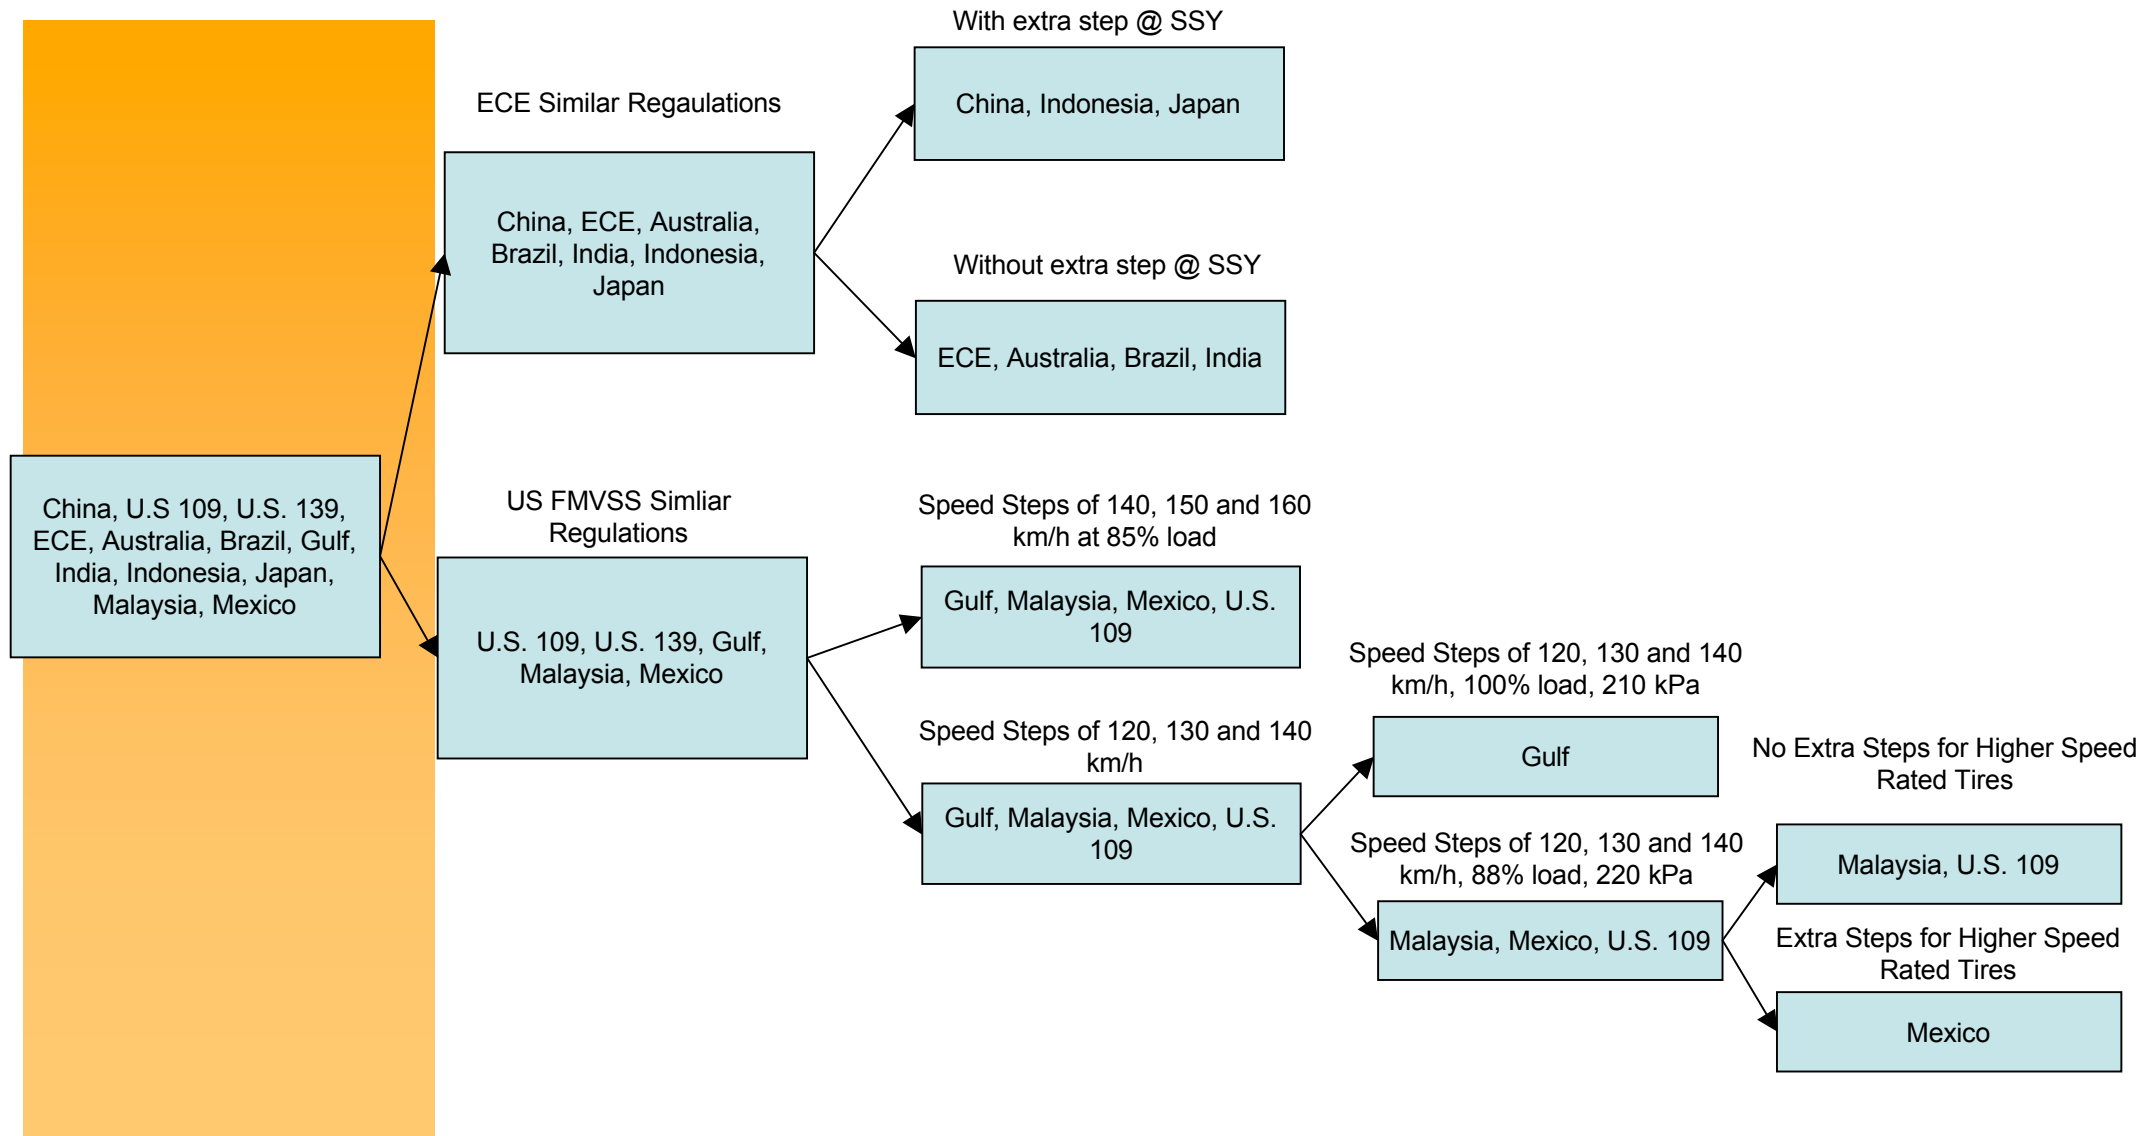 With extra step @ SSY
China, Indonesia, Japan
ECE Similar Regaulations
China, ECE, Australia,
Brazil, India, Indonesia,
Japan
Without extra step @ SSY
ECE, Australia, Brazil, India
China, U.S 109, U.S. 139,
ECE, Australia, Brazil, Gulf,
India, Indonesia, Japan,
Malaysia, Mexico
US FMVSS Simliar
Regulations
U.S. 109, U.S. 139, Gulf,
Malaysia, Mexico
Speed Steps of 140, 150 and 160
km/h at 85% load
Gulf, Malaysia, Mexico, U.S.
109
Speed Steps of 120, 130 and 140
km/h
Gulf, Malaysia, Mexico, U.S.
109
Speed Steps of 120, 130 and 140
km/h, 100% load, 210 kPa
Gulf
Speed Steps of 120, 130 and 140
km/h, 88% load, 220 kPa
Malaysia, Mexico, U.S. 109
No Extra Steps for Higher Speed
Rated Tires
Malaysia, U.S. 109
Extra Steps for Higher Speed
Rated Tires
Mexico